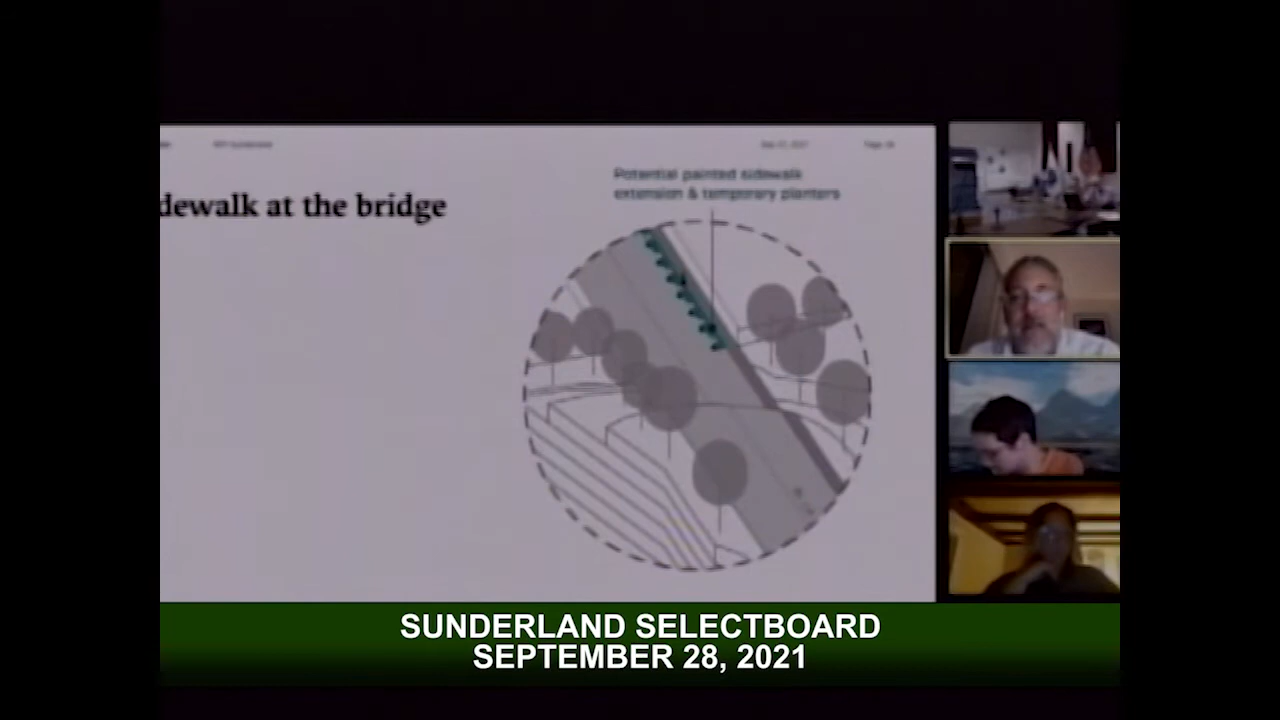 dewalk at the bridge
Potential painted sidewalk
extension & temporary planters
SUNDERLAND SELECTBOARD
SEPTEMBER 28, 2021